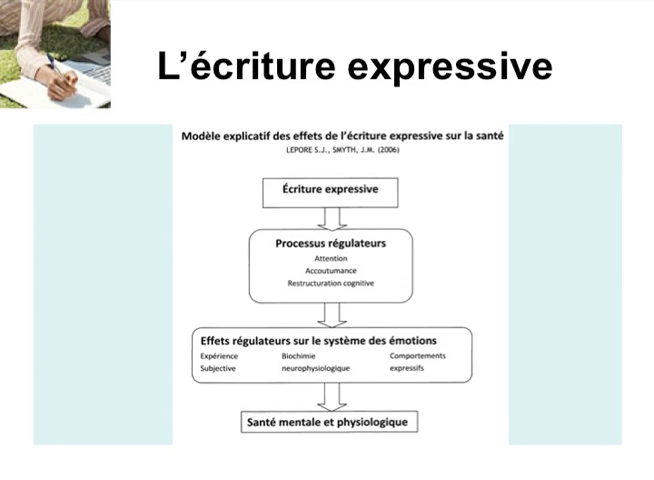 L’écriture expressive
Modèle explicatif des effets de l’écriture expressive sur la santé
LEPORE S.J., SMYTH, J.M. (2006)
Écriture expressive
Processus régulateurs
Attention
Accoutumance
Restructuration cognitive
Effets régulateurs sur le système des émotions
Expérience Biochimie Comportements
Subjective neurophysiologique expressifs
Santé mentale et physiologique